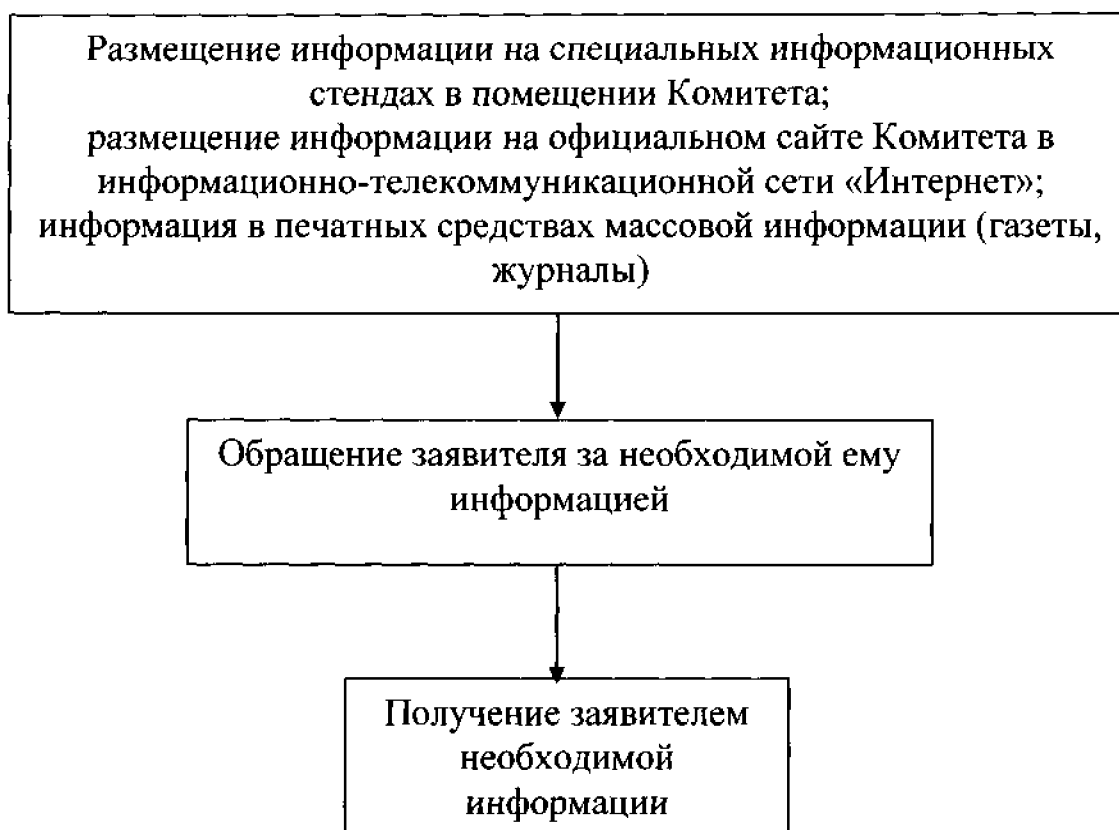 Размещение информации на специальных информационных
стендах в помещении Комитета;
размещение информации на официальном сайте Комитета в
информационно-телекоммуникационной сети «Интернет»;
информация в печатных средствах массовой информации (газеты,
журналы)
Обращение заявителя за необходимой ему
информацией
Получение заявителем
необходимой
информации